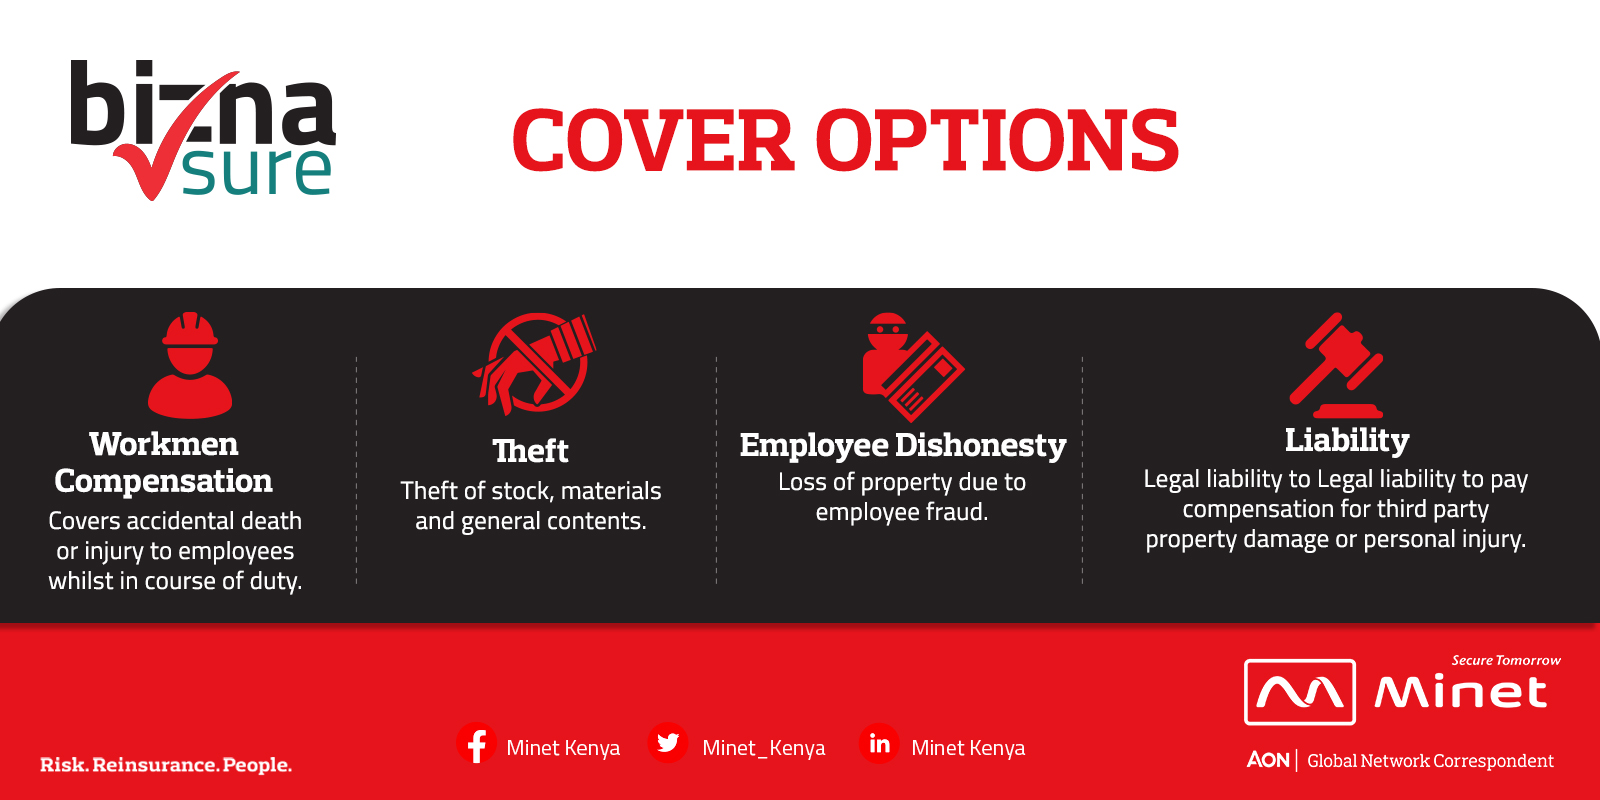 bizna
sure
COVER OPTIONS
Workmen
Compensation
Covers accidental death
or injury to employees
whilst in course of duty.
Theft
Theft of stock, materials
and general contents.
Employee Dishonesty
Loss of property due to
employee fraud.
Liability
Legal liability to Legal liability to pay
compensation for third party
property damage or personal injury.
Risk. Reinsurance. People.
Minet Kenya
Minet_Kenya
in
Minet Kenya
Secure Tomorrow
Minet
AON | Global Network Correspondent